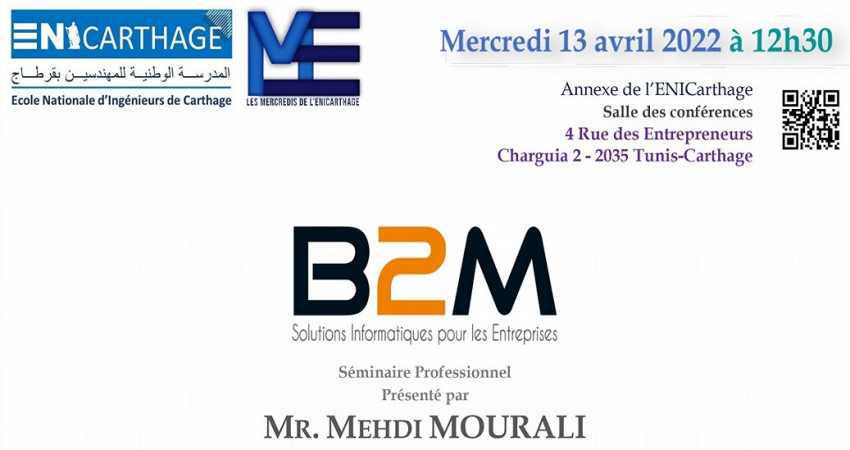 ENICARTHAGE
المدرسة الوطنية للمهندسين بقرطاج
Ecole Nationale d'Ingénieurs de Carthage
ME
LES MERCREDIS DE L'ENICARTHAGE
Mercredi 13 avril 2022 à 12h30
Annexe de l'ENICarthage
Salle des conférences
4 Rue des Entrepreneurs
Charguia 2 - 2035 Tunis-Carthage
B2M
Solutions Informatiques pour les Entreprises
Séminaire Professionnel
Présenté par
MR. MEHDI MOURALI